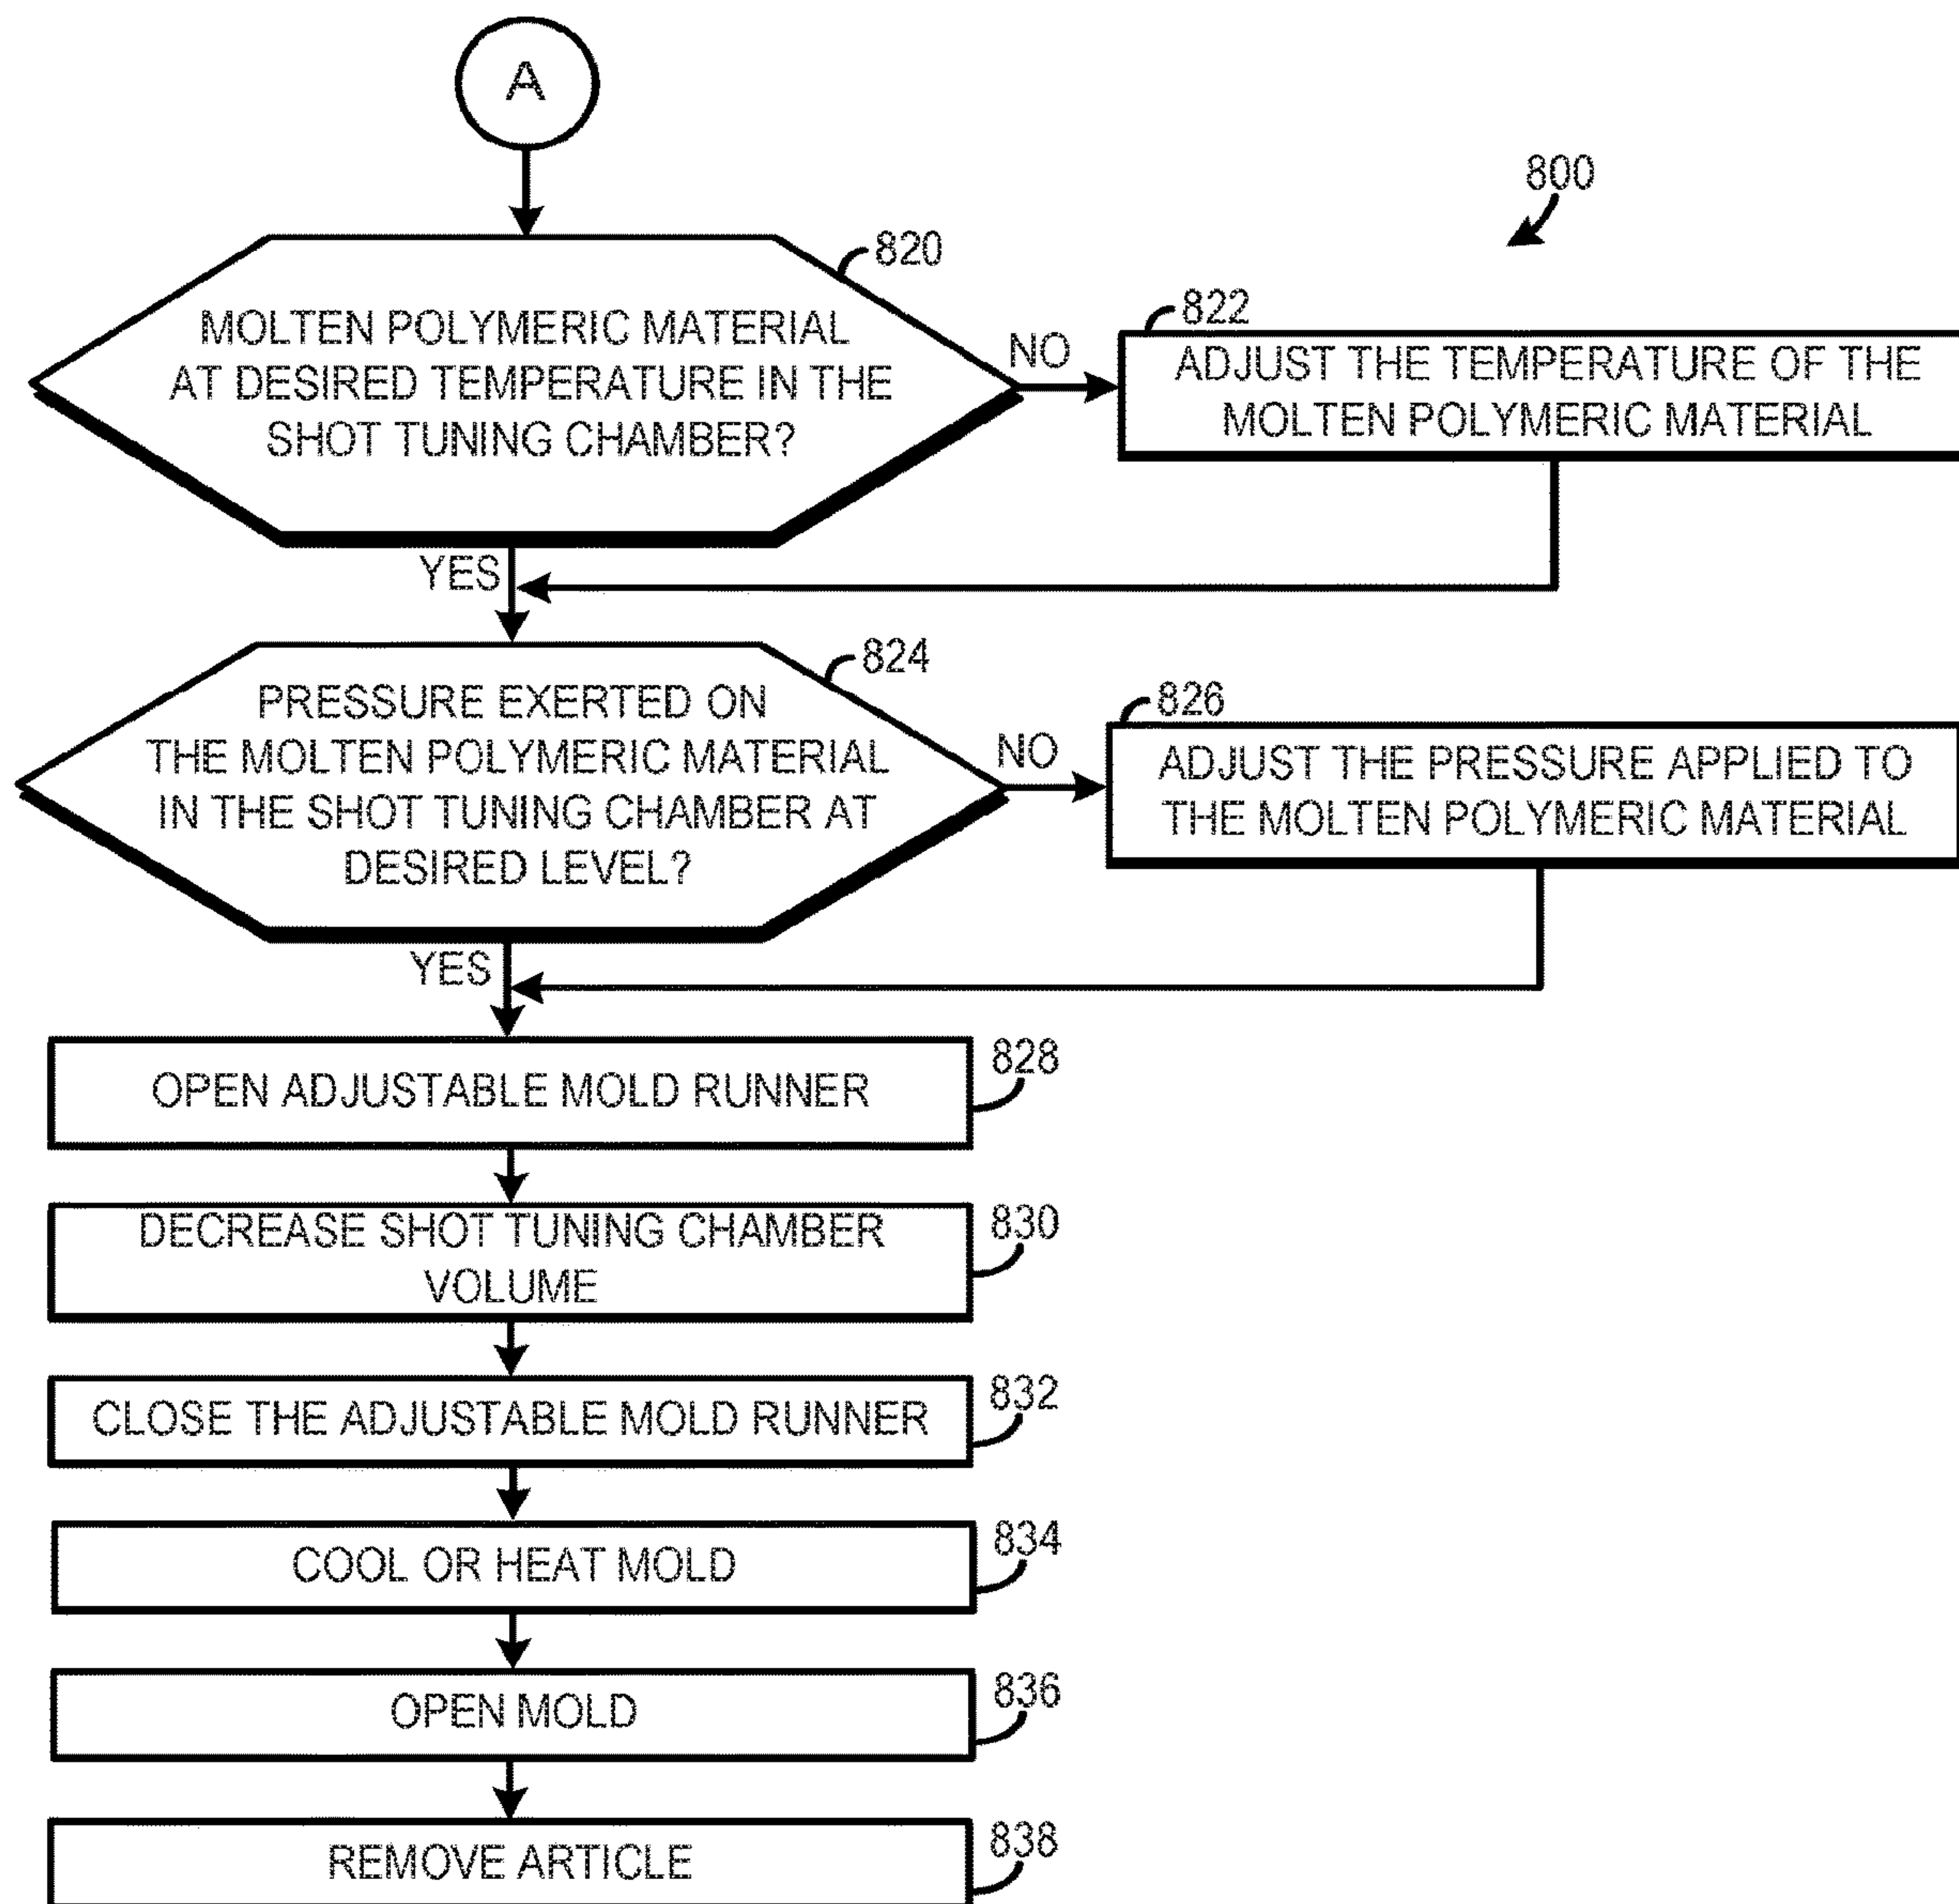 A
800
820
MOLTEN POLYMERIC MATERIAL
AT DESIRED TEMPERATURE IN THE
SHOT TUNING CHAMBER?
NO
822
ADJUST THE TEMPERATURE OF THE
MOLTEN POLYMERIC MATERIAL
YES
824
PRESSURE EXERTED ON
THE MOLTEN POLYMERIC MATERIAL
IN THE SHOT TUNING CHAMBER AT
DESIRED LEVEL?
NO
826
ADJUST THE PRESSURE APPLIED TO
THE MOLTEN POLYMERIC MATERIAL
YES
OPEN ADJUSTABLE MOLD RUNNER
828
DECREASE SHOT TUNING CHAMBER
VOLUME
830
CLOSE THE ADJUSTABLE MOLD RUNNER
832
COOL OR HEAT MOLD
834
OPEN MOLD
836
REMOVE ARTICLE
838